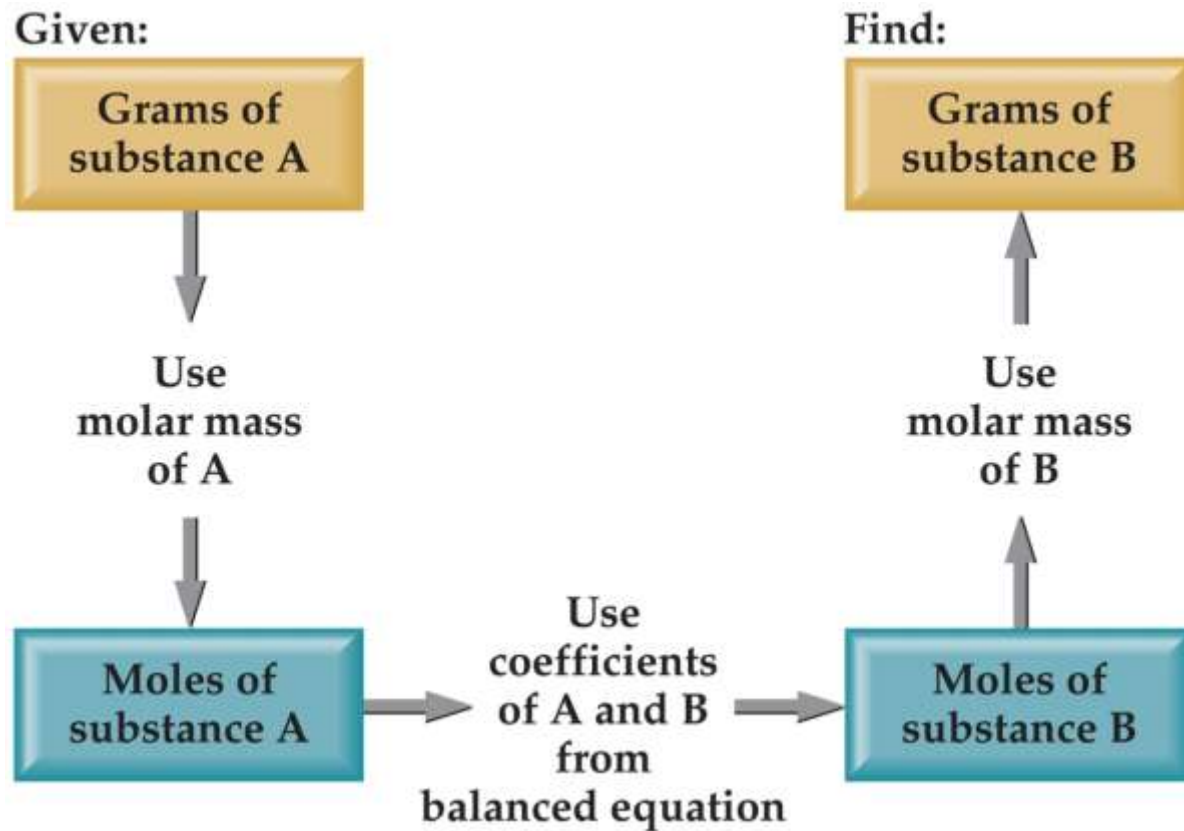 Given:
Grams of
substance A
Use
molar mass
of A
Moles of
substance A
Use
coefficients
of A and B
from
balanced equation
Moles of
substance B
Use
molar mass
of B
Find:
Grams of
substance B